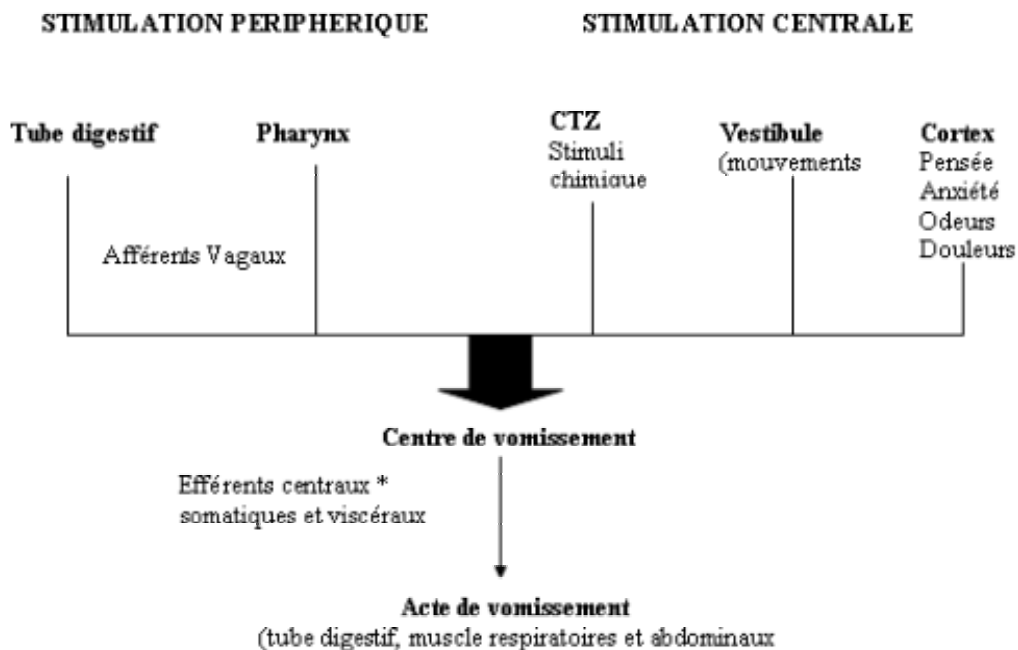 STIMULATION PERIPHERIQUE
STIMULATION CENTRALE
Tube digestif
Pharynx
CTZ
Stimuli
chimique
Vestibule
(mouvements
Cortex
Pensée
Anxiété
Odeurs
Douleurs
Afférents Vagaux
Centre de vomissement
Efférents centraux *
somatiques et viscéraux
Acte de vomissement
(tube digestif, muscle respiratoires et abdominaux